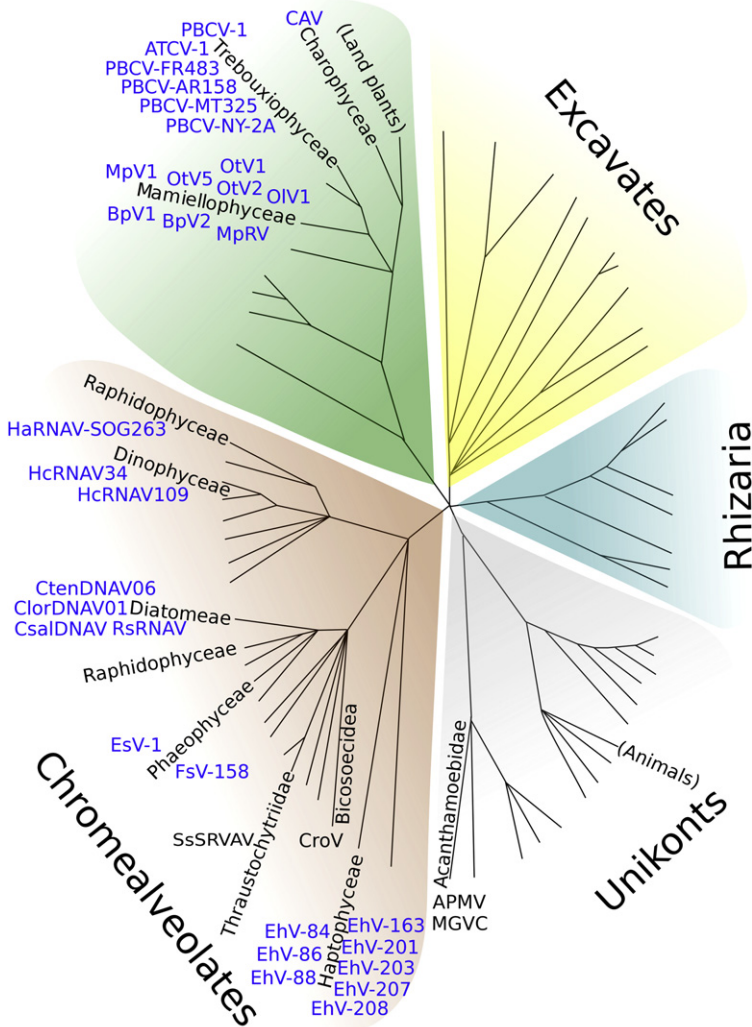 CAV
PBCV-1
ATCV-1
PBCV-FR483
PBCV-AR158
PBCV-MT325
PBCV-NY-2A
Trebouxiophyceae
Charophyceae
(Land plants)
MpV1
OtV5
OtV1
OtV2
OlV1
Mamiellophyceae
BpV1
BpV2
MpRV
Excavates
Rhizaria
Raphidophyceae
HaRNAV-SOG263
Dinophyceae
HcRNAV34
HcRNAV109
CtenDNAV06
ClorDNAV01
Diatomeae
CsalDNAV RsRNAV
Raphidophyceae
Phaeophyceae
EsV-1
FsV-158
Bicosoecidea
Thraustochytriidae
SsSRVAV
CroV
Haptophyceae
EhV-84
EhV-86
EhV-88
EhV-163
EhV-201
EhV-203
EhV-207
EhV-208
Chromealveolates
Acanthamoebidae
APMV
MGVC
(Animals)
Unikonts